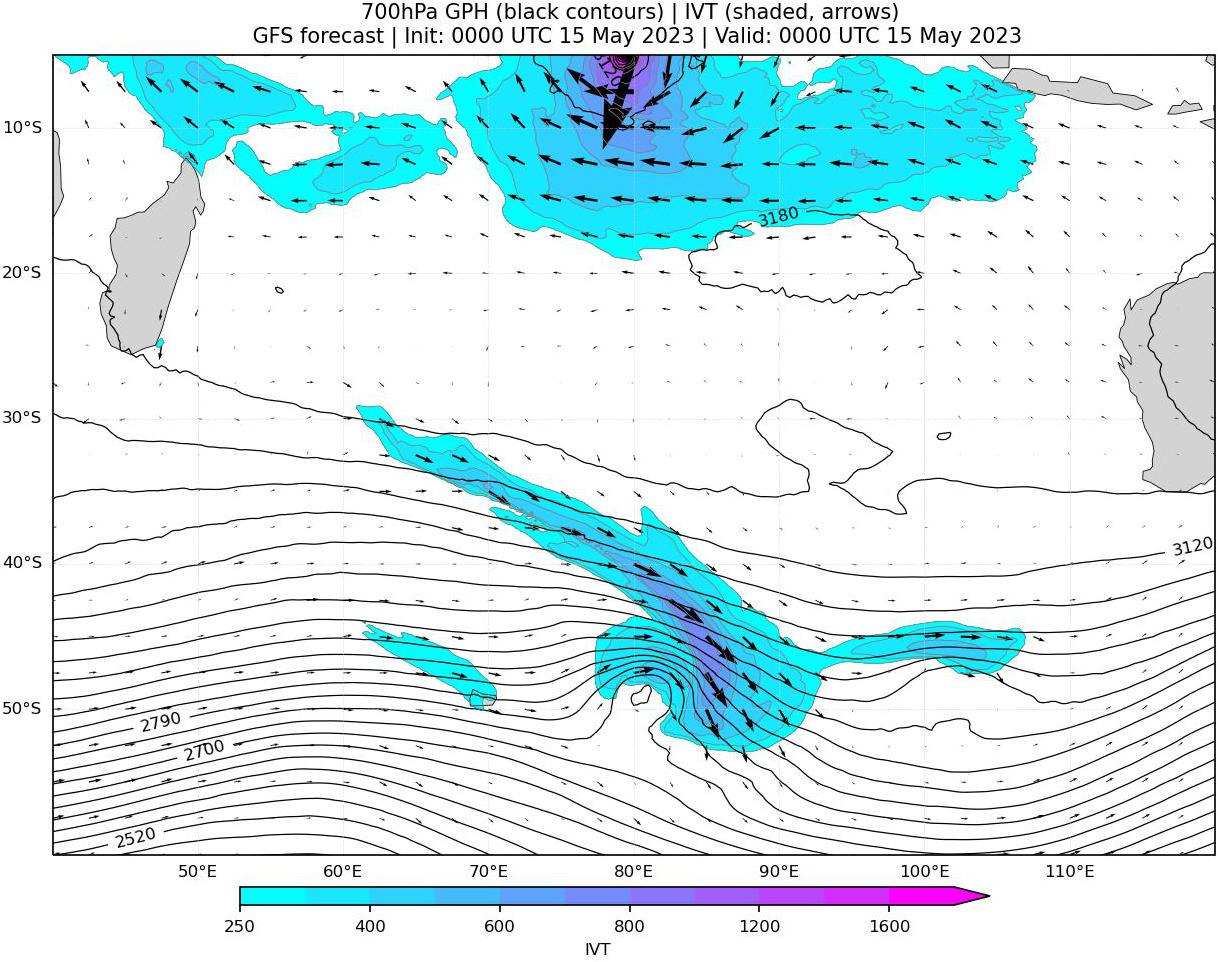 700hPa GPH (black contours) | IVT (shaded, arrows)
GFS forecast | Init: 0000 UTC 15 May 2023 | Valid: 0000 UTC 15 May 2023
10°S
3180
20°S
30°S
3120
40°S
50°S
2790
2700
2520
50°E 60°E 70°E 80°E 90°E 100°E 110°E
250 400 600 800 1200 1600
IVT